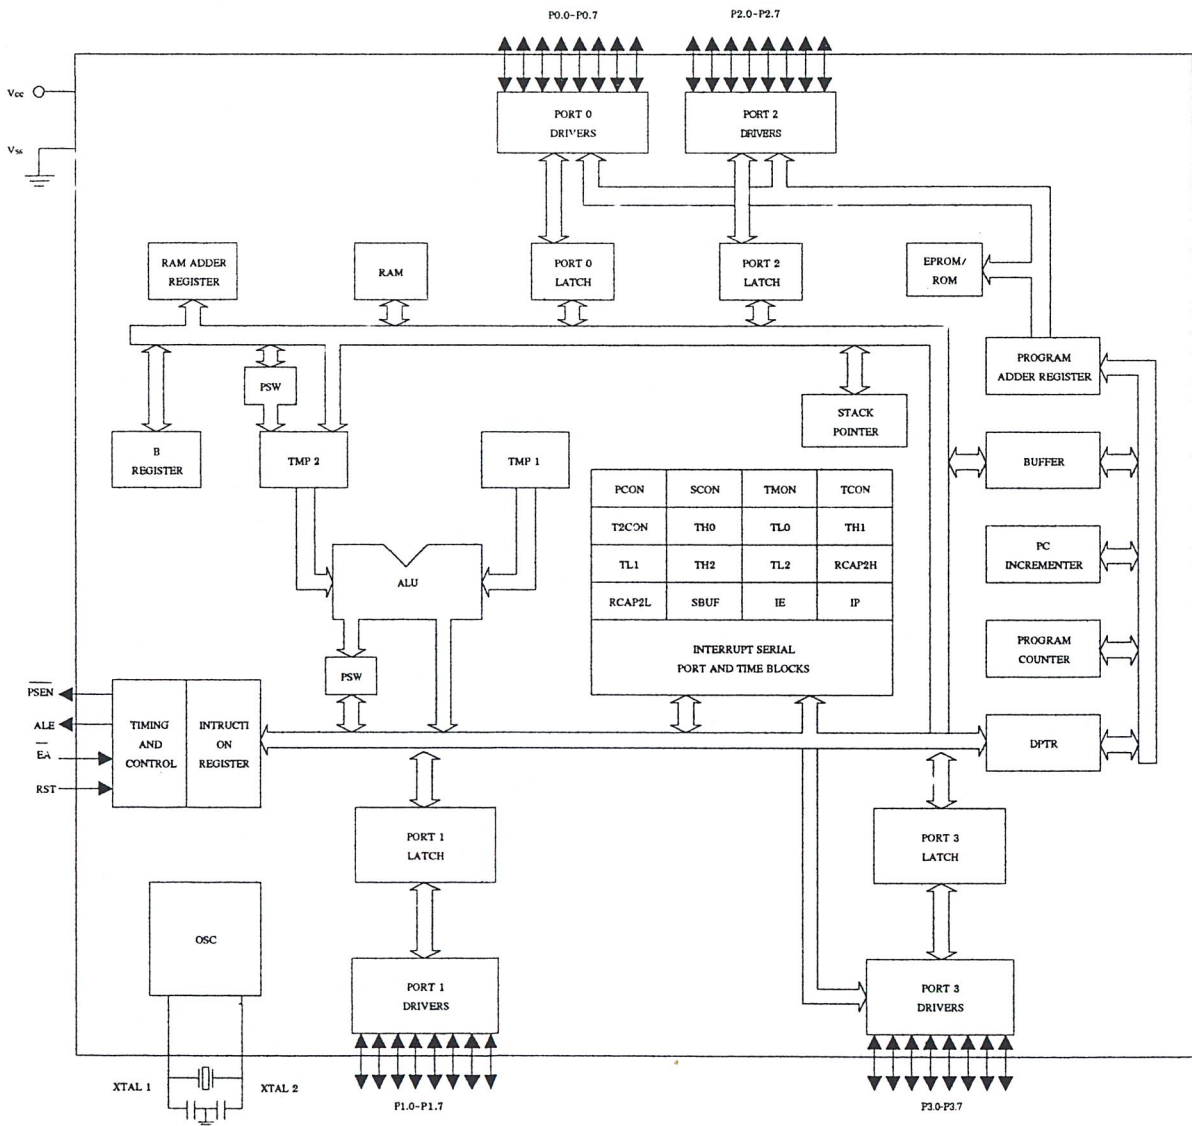 P0.0-P0.7
P2.0-P2.7
Vcc
Vss
PORT 0
DRIVERS
PORT 2
DRIVERS
RAM ADDER
REGISTER
RAM
PORT 0
LATCH
PORT 2
LATCH
EPROM/
ROM
PROGRAM
ADDER REGISTER
PSW
STACK
POINTER
B
REGISTER
TMP 2
TMP 1
BUFFER
PCON SCON TMON TCON
T2CON TH0 TL0 TH1
TL1 TH2 TL2 RCAP2H
RCAP2L SBUF IE IP
INTERRUPT SERIAL
PORT AND TIME BLOCKS
ALU
PC
INCREMENTER
PROGRAM
COUNTER
PSW
PSEN
ALE
EA
RST
TIMING
AND
CONTROL
INTRUCTI
ON
REGISTER
DPTR
PORT 1
LATCH
PORT 3
LATCH
OSC
PORT 1
DRIVERS
PORT 3
DRIVERS
XTAL 1
XTAL 2
P1.0-P1.7
P3.0-P3.7